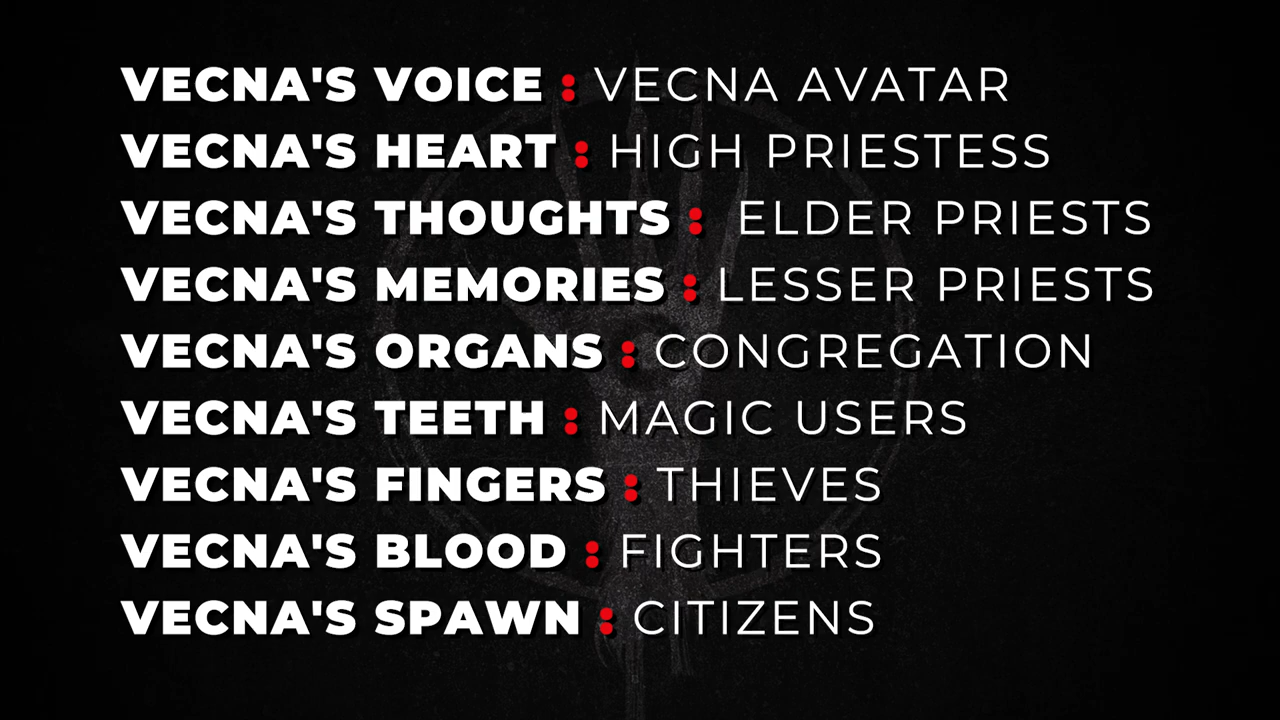 VECNA'S VOICE : VECNA AVATAR
VECNA'S HEART : HIGH PRIESTESS
VECNA'S THOUGHTS : ELDER PRIESTS
VECNA'S MEMORIES : LESSER PRIESTS
VECNA'S ORGANS : CONGREGATION
VECNA'S TEETH : MAGIC USERS
VECNA'S FINGERS : THIEVES
VECNA'S BLOOD : FIGHTERS
VECNA'S SPAWN : CITIZENS